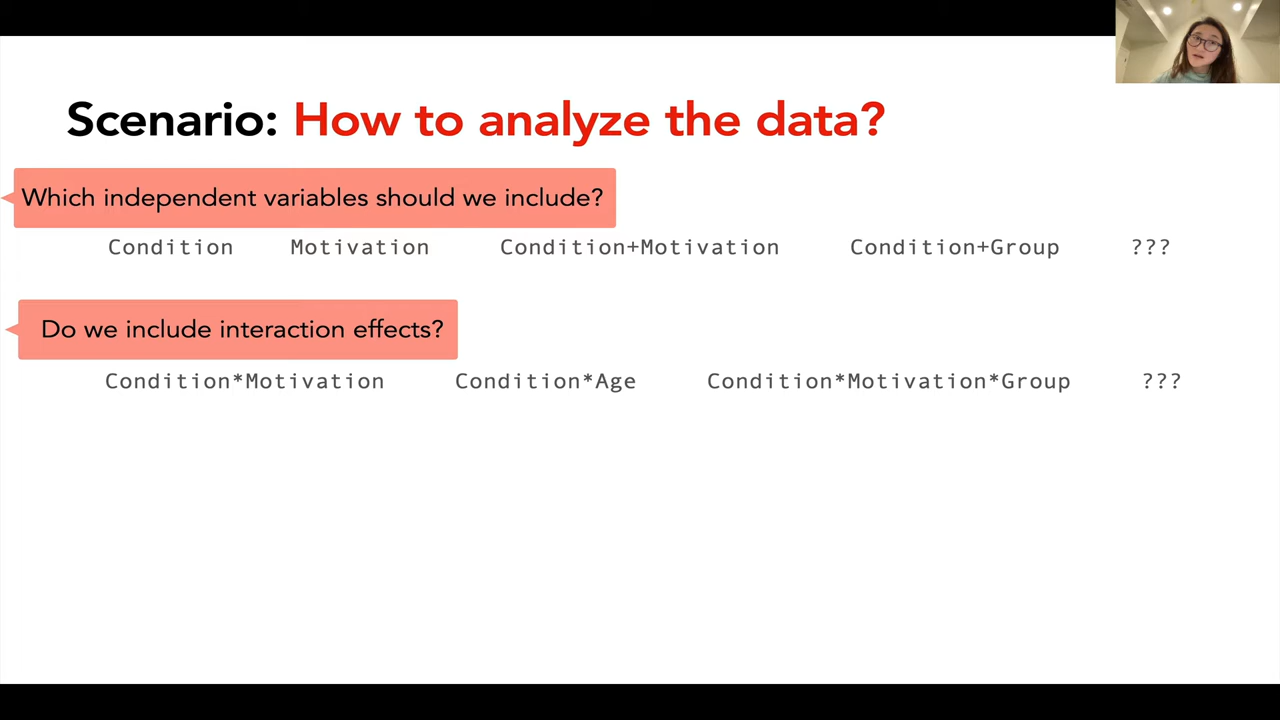 Scenario: How to analyze the data?
Which independent variables should we include?
Condition Motivation Condition+Motivation Condition+Group ???
Do we include interaction effects?
Condition*Motivation Condition*Age Condition*Motivation*Group ???